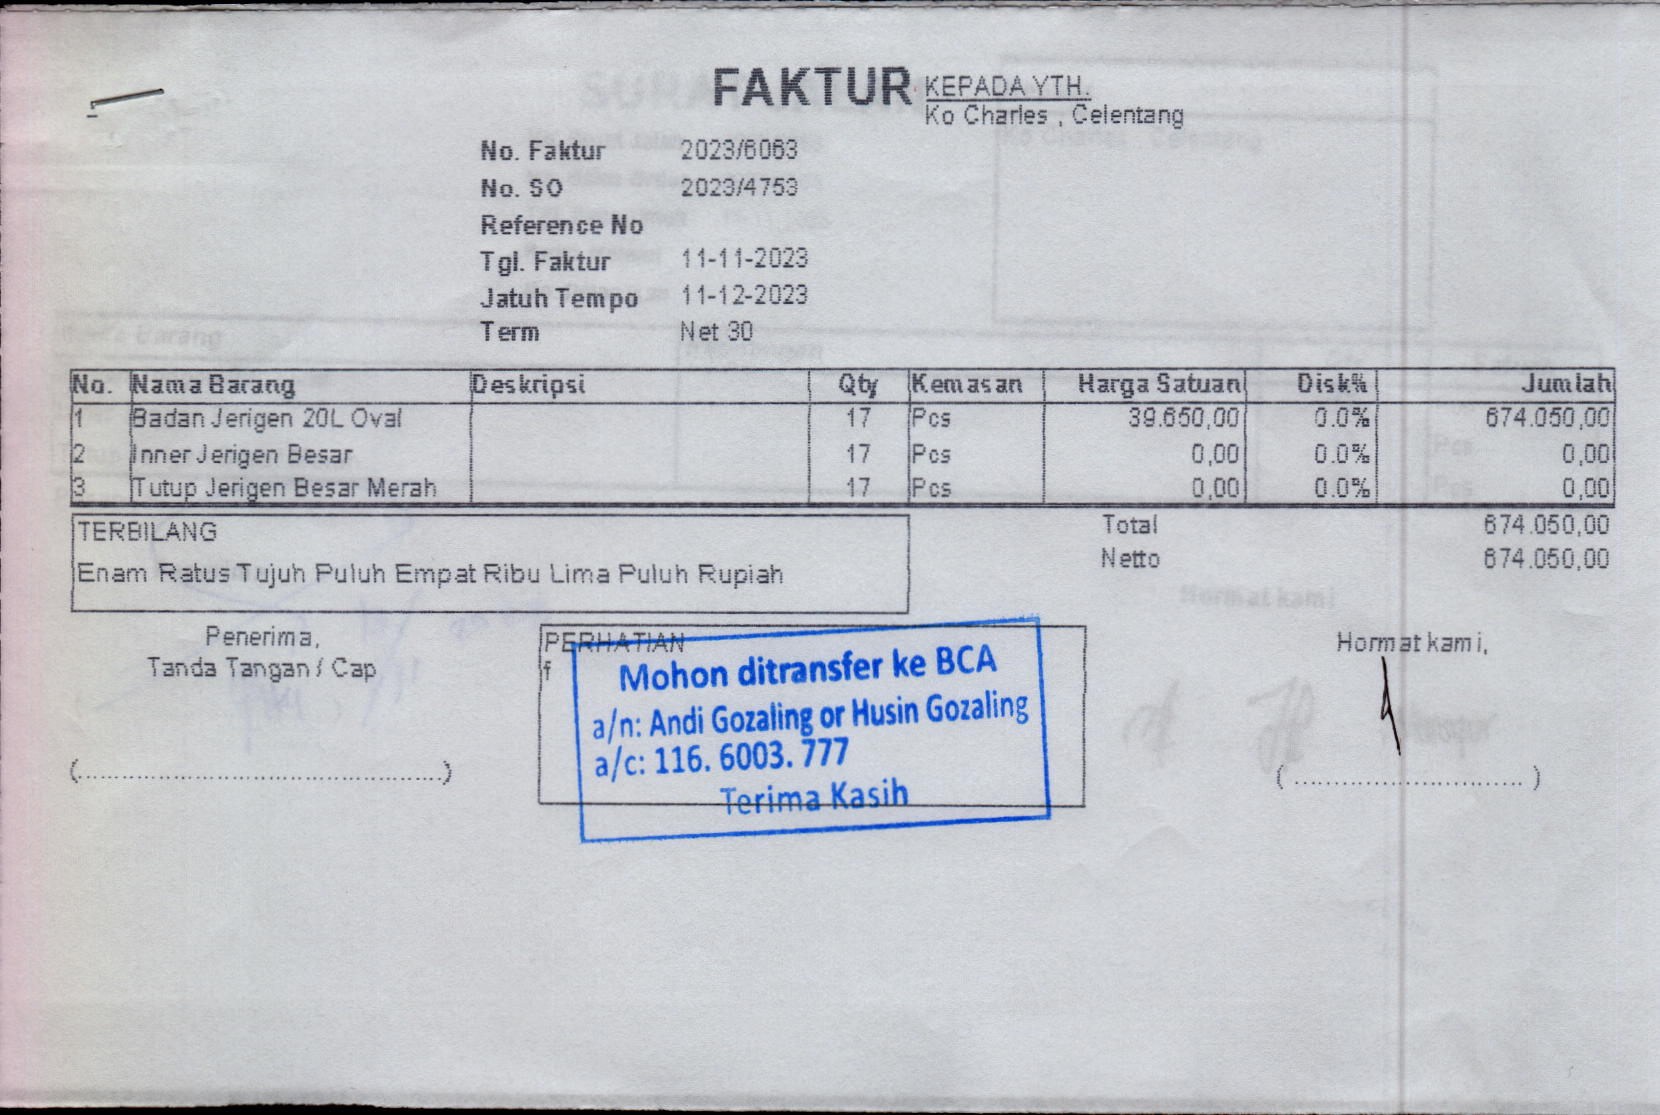 FAKTUR
KEPADA YTH.
Ko Charles , Celentang
No. Faktur 2023/6063
No. SO 2023/4753
Reference No
Tgl. Faktur 11-11-2023
Jatuh Tempo 11-12-2023
Term Net 30
No. Nama Barang Deskripsi Qty Kemasan Harga Satuan Disk% Jumlah
1 Badan Jerigen 20L Oval 17 Pcs 39.650,00 0.0% 674.050,00
2 Inner Jerigen Besar 17 Pcs 0,00 0.0% 0,00
3 Tutup Jerigen Besar Merah 17 Pcs 0,00 0.0% 0,00
TERBILANG
Enam Ratus Tujuh Puluh Empat Ribu Lima Puluh Rupiah
Total 674.050,00
Netto 674.050,00
Penerima,
Tanda Tangan / Cap
(............................................)
PERHATIAN
f
Mohon ditransfer ke BCA
a/n: Andi Gozaling or Husin Gozaling
a/c: 116. 6003. 777
Terima Kasih
Hormat kami,
(............................)